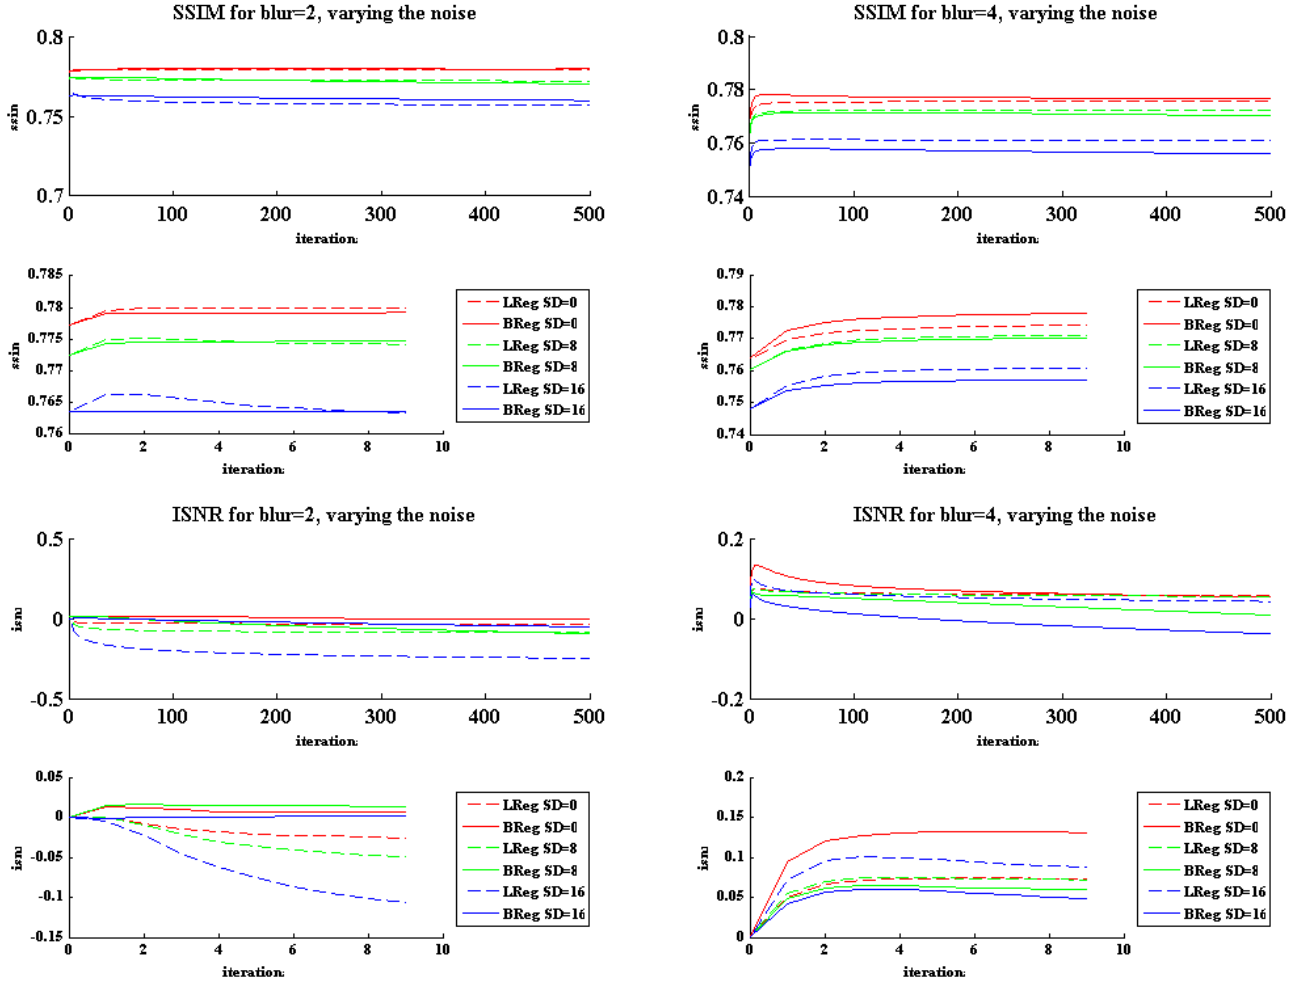 SSIM for blur=2, varying the noise
0.8
0.75
0.7
ssin
0 100 200 300 400 500
iteration
0.785
0.78
0.775
0.77
0.765
0.76
ssin
0 2 4 6 8 10
iteration
LReg SD=0
BReg SD=0
LReg SD=8
BReg SD=8
LReg SD=16
BReg SD=16
SSIM for blur=4, varying the noise
0.8
0.78
0.76
0.74
ssin
0 100 200 300 400 500
iteration
0.79
0.78
0.77
0.76
0.75
0.74
ssin
0 2 4 6 8 10
iteration
LReg SD=0
BReg SD=0
LReg SD=8
BReg SD=8
LReg SD=16
BReg SD=16
ISNR for blur=2, varying the noise
0.5
0
-0.5
isn
0 100 200 300 400 500
iteration
0.05
0
-0.05
-0.1
-0.15
isn
0 2 4 6 8 10
iteration
LReg SD=0
BReg SD=0
LReg SD=8
BReg SD=8
LReg SD=16
BReg SD=16
ISNR for blur=4, varying the noise
0.2
0
-0.2
isn
0 100 200 300 400 500
iteration
0.2
0.15
0.1
0.05
0
isn
0 2 4 6 8 10
iteration
LReg SD=0
BReg SD=0
LReg SD=8
BReg SD=8
LReg SD=16
BReg SD=16